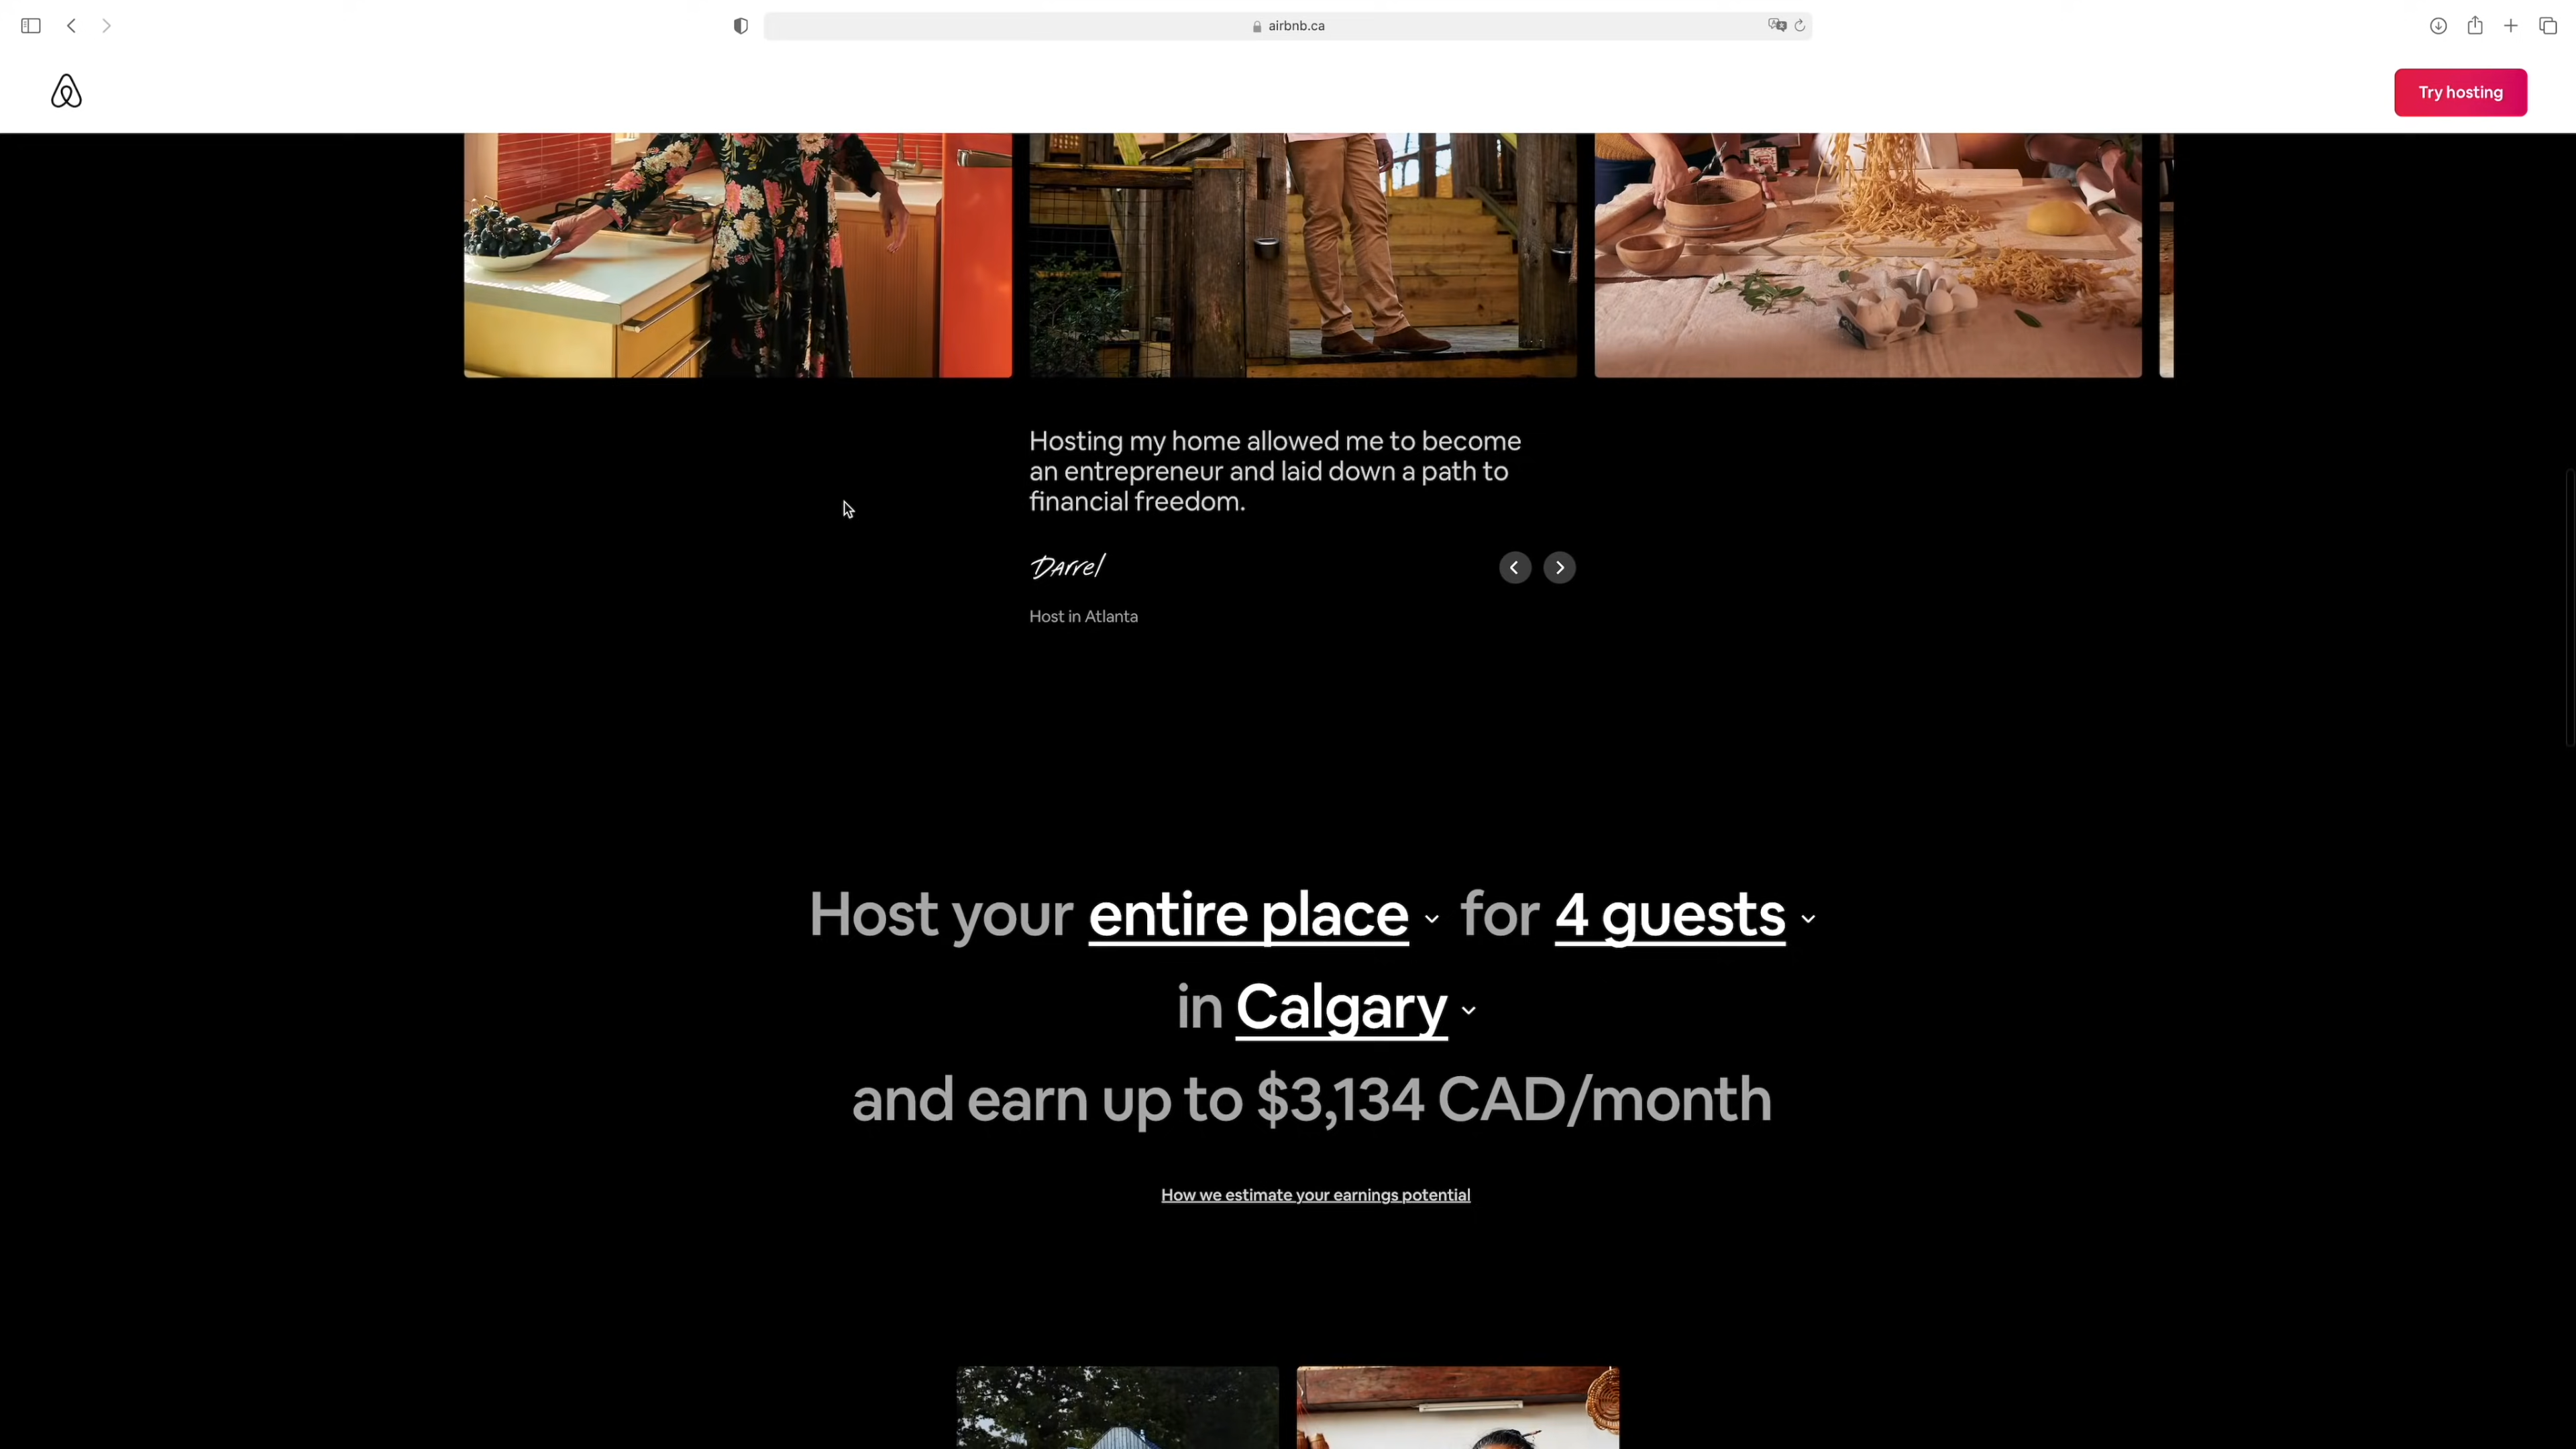 airbnb.ca
Try hosting
Hosting my home allowed me to become
an entrepreneur and laid down a path to
financial freedom.
Darrel
Host in Atlanta
Host your entire place for 4 guests
in Calgary
and earn up to $3,134 CAD/month
How we estimate your earnings potential